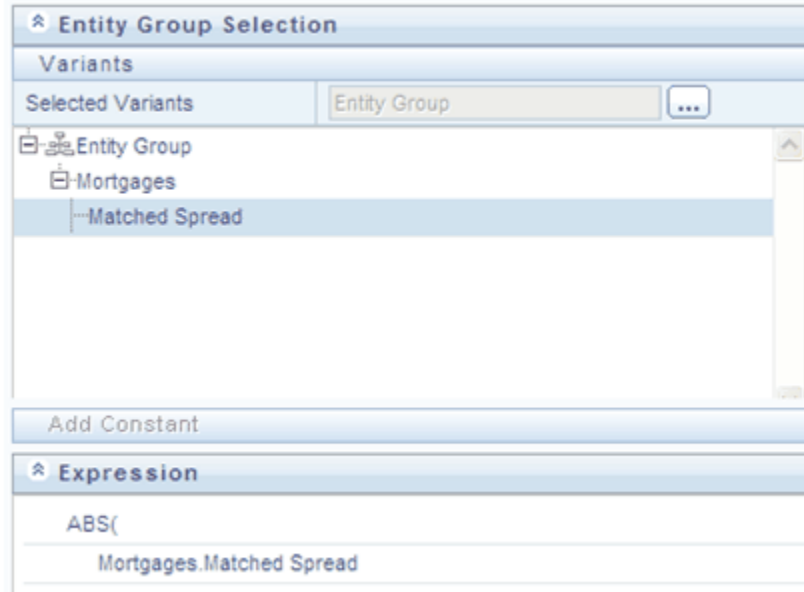 Entity Group Selection
Variants
Selected Variants Entity Group ...
Entity Group
Mortgages
Matched Spread
Add Constant
Expression
ABS(
Mortgages.Matched Spread